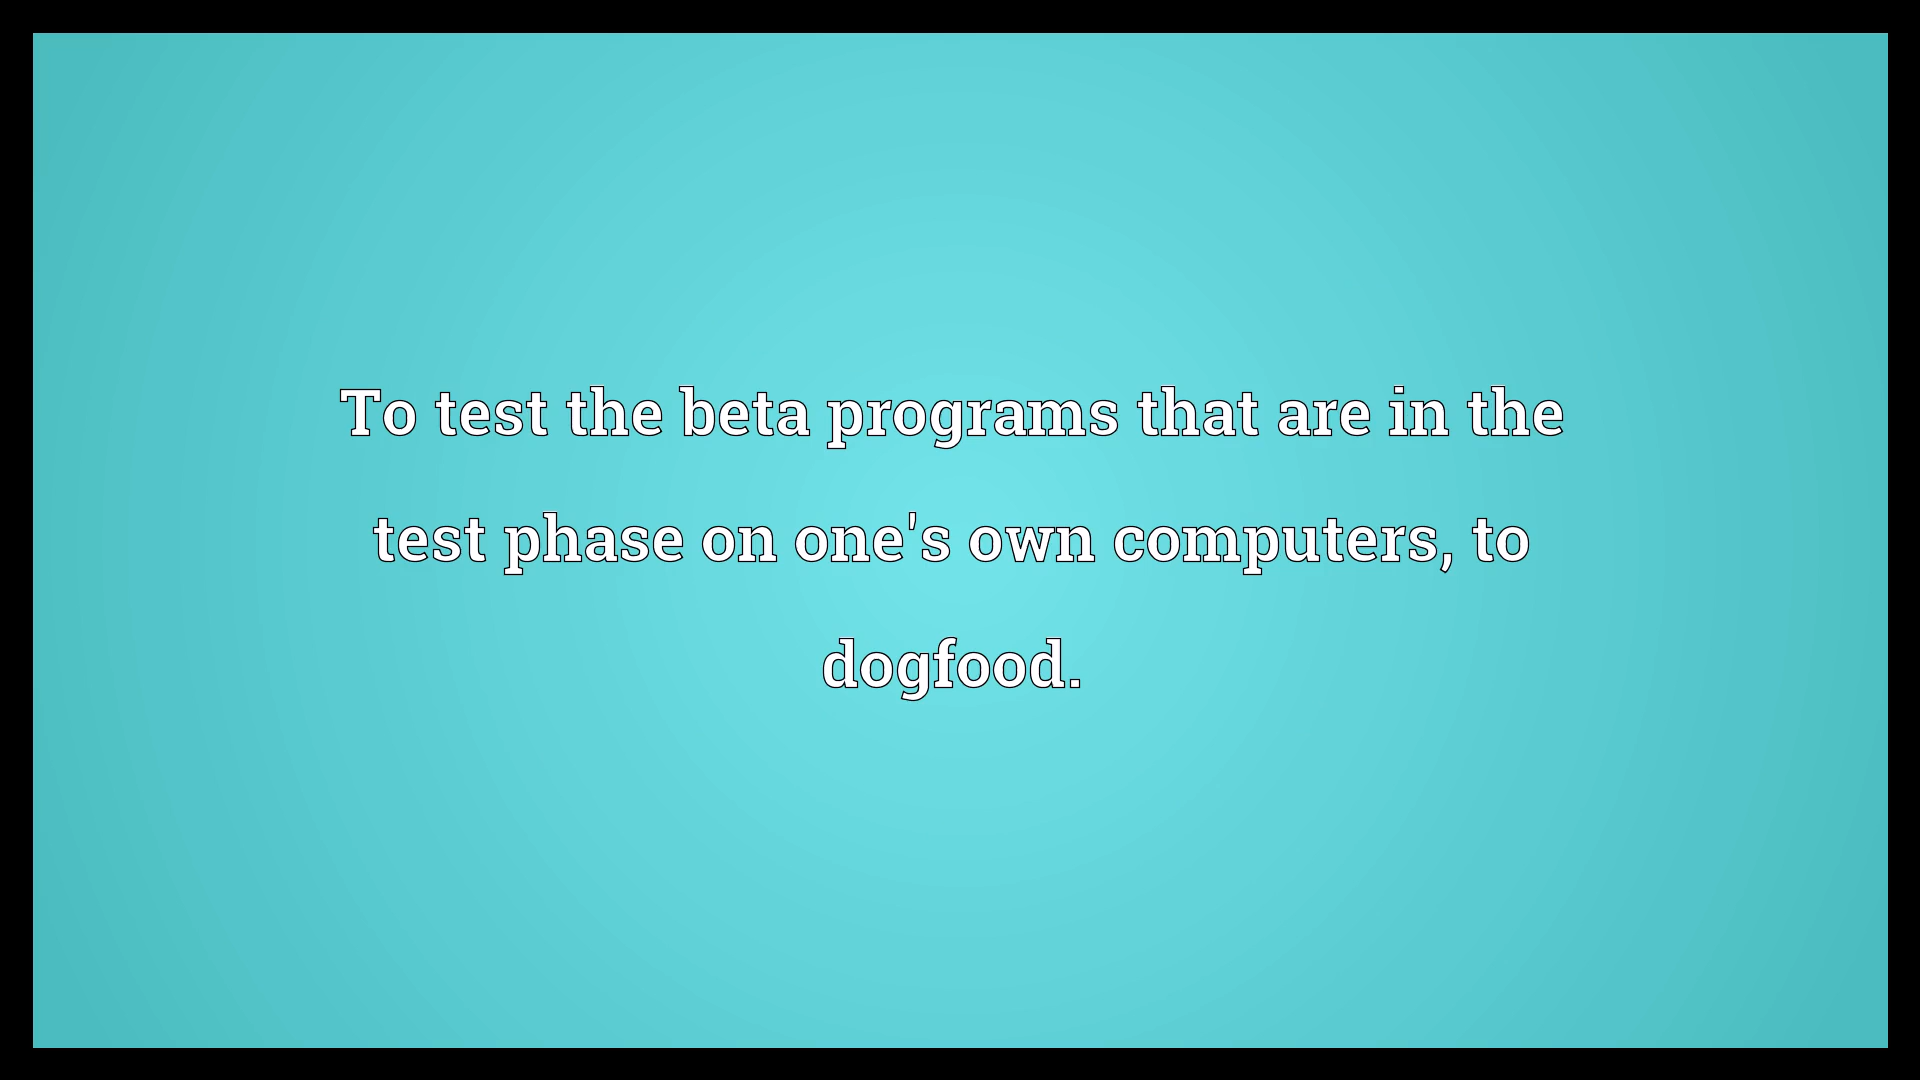 To test the beta programs that are in the
test phase on one's own computers, to
dogfood.